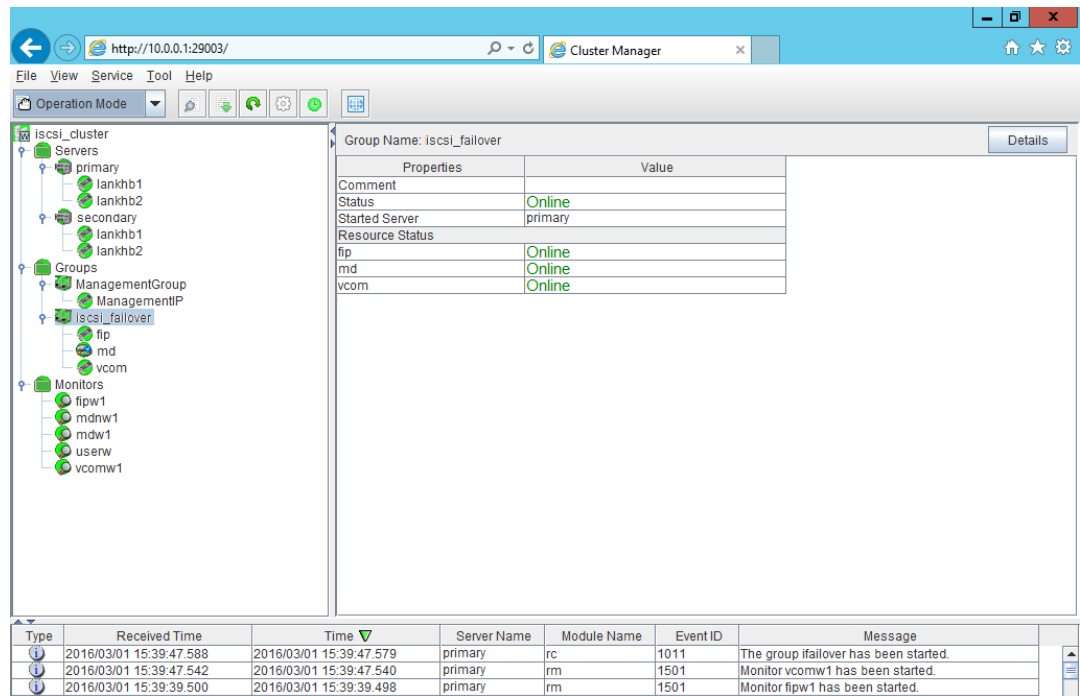 http://10.0.0.1:29003/
Cluster Manager
File View Service Tool Help
Operation Mode
iscsi_cluster
Servers
primary
lankhb1
lankhb2
secondary
lankhb1
lankhb2
Groups
ManagementGroup
ManagementIP
iscsi_failover
fip
md
vcom
Monitors
fipw1
mdnw1
mdw1
userw
vcomw1
Group Name: iscsi_failover
Details
Properties Value
Comment
Status Online
Started Server primary
Resource Status
fip Online
md Online
vcom Online
Type Received Time Time Server Name Module Name Event ID Message
2016/03/01 15:39:47.588 2016/03/01 15:39:47.579 primary rc 1011 The group ifailover has been started.
2016/03/01 15:39:47.542 2016/03/01 15:39:47.540 primary rm 1501 Monitor vcomw1 has been started.
2016/03/01 15:39:39.500 2016/03/01 15:39:39.498 primary rm 1501 Monitor fipw1 has been started.